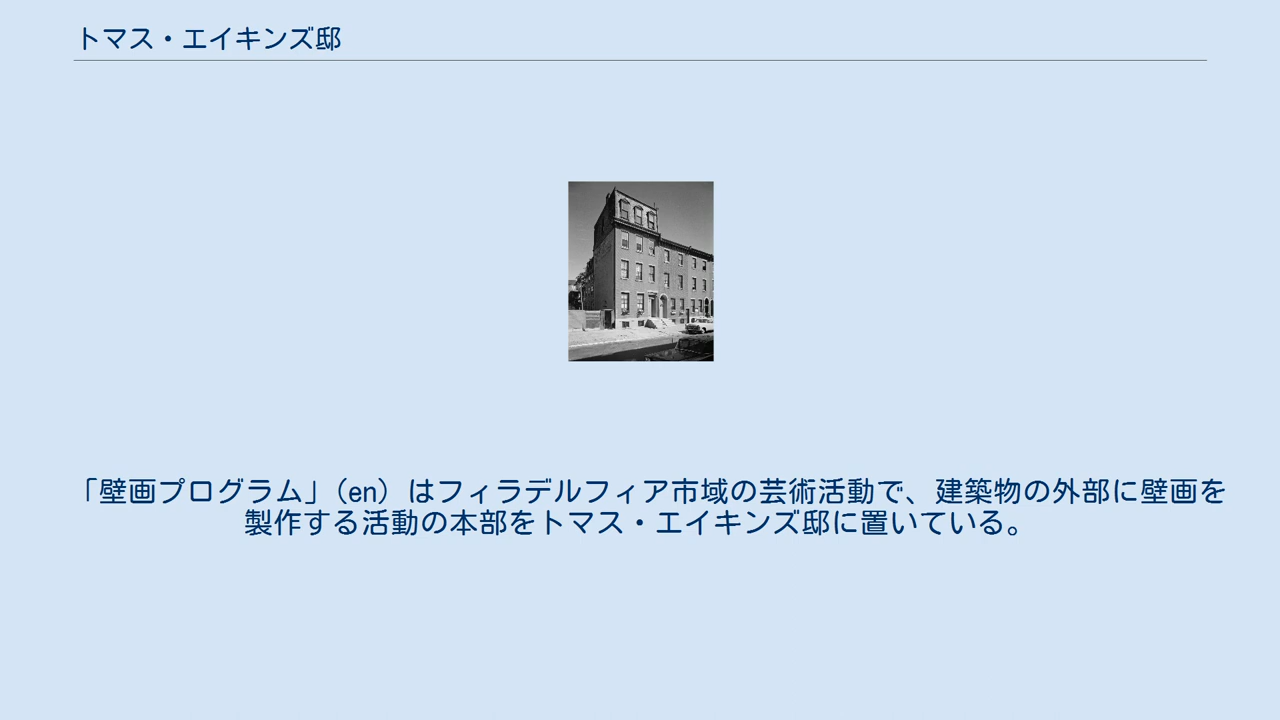 トマス・エイキンズ邸
「壁画プログラム」（en）はフィラデルフィア市域の芸術活動で、建築物の外部に壁画を
製作する活動の本部をトマス・エイキンズ邸に置いている。